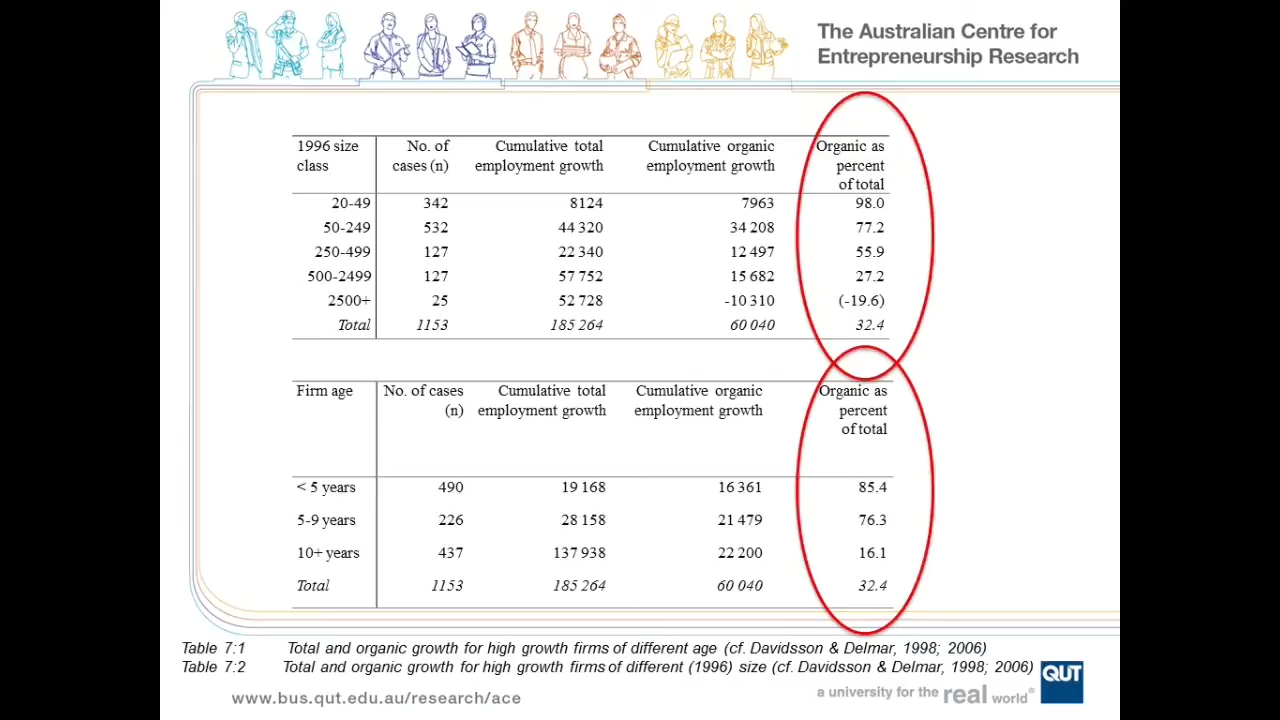 The Australian Centre for
Entrepreneurship Research
1996 size class No. of cases (n) Cumulative total employment growth Cumulative organic employment growth Organic as percent of total
20-49 342 8124 7963 98.0
50-249 532 44 320 34 208 77.2
250-499 127 22 340 12 497 55.9
500-2499 127 57 752 15 682 27.2
2500+ 25 52 728 -10 310 (-19.6)
Total 1153 185 264 60 040 32.4
Firm age No. of cases (n) Cumulative total employment growth Cumulative organic employment growth Organic as percent of total
< 5 years 490 19 168 16 361 85.4
5-9 years 226 28 158 21 479 76.3
10+ years 437 137 938 22 200 16.1
Total 1153 185 264 60 040 32.4
Table 7:1 Total and organic growth for high growth firms of different age (cf. Davidsson & Delmar, 1998; 2006)
Table 7:2 Total and organic growth for high growth firms of different (1996) size (cf. Davidsson & Delmar, 1998; 2006)
www.bus.qut.edu.au/research/ace
a university for the real world®
QUT